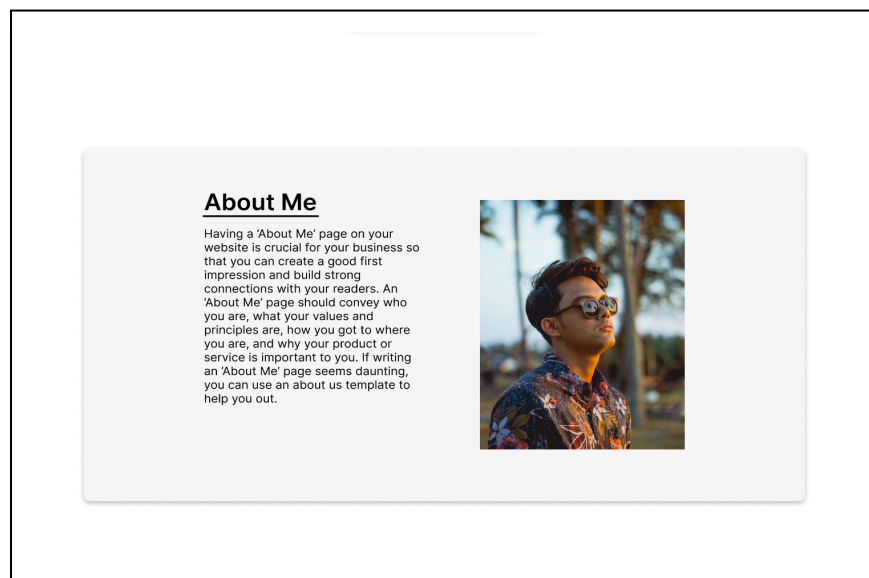 About Me
Having a ‘About Me’ page on your
website is crucial for your business so
that you can create a good first
impression and build strong
connections with your readers. An
‘About Me’ page should convey who
you are, what your values and
principles are, how you got to where
you are, and why your product or
service is important to you. If writing
an ‘About Me’ page seems daunting,
you can use an about us template to
help you out.